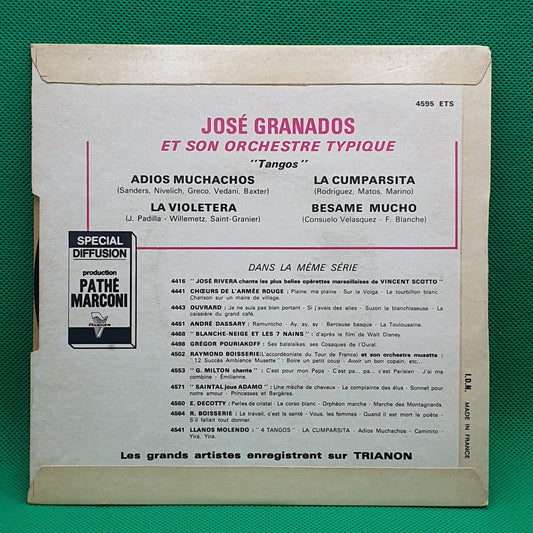 4595 ETS
JOSÉ GRANADOS
ET SON ORCHESTRE TYPIQUE
"Tangos"
ADIOS MUCHACHOS
(Sanders, Nivelich, Greco, Vedani, Baxter)
LA CUMPARSITA
(Rodriguez, Matos, Marino)
LA VIOLETERA
(J. Padilla - Willemetz, Saint-Granier)
BESAME MUCHO
(Consuelo Velasquez - F. Blanche)
SPECIAL
DIFFUSION
production
PATHÉ
MARCONI
DANS LA MÊME SÉRIE
4416 "JOSÉ RIVERA chante les plus belles opérettes marseillaises de VINCENT SCOTTO"
4441 CHŒURS DE L'ARMÉE ROUGE : Plaine, ma plaine - Sur la Volga - Le tourbillon blanc -
Chanson sur un maire de village.
4443 OUVRARD : Je ne suis pas bien portant - Si j'avais des ailes - Suzon la blanchisseuse - La
caissière du grand café.
4451 ANDRÉ DASSARY : Ramuntcho - Ay, ay, ay - Berceuse basque - La Toulousaine.
4468 "BLANCHE-NEIGE ET LES 7 NAINS" : d'après le film de Walt Disney.
4498 GRÉGOR POURIAKOFF : Ses balalaïkas, ses Cosaques de l'Oural.
4502 RAYMOND BOISSERIE (L'accordéoniste du Tour de France) et son orchestre musette :
"12 Succès Ambiance Musette" : Boire un petit coup - Avoir un bon copain, etc...
4553 "G. MILTON chante" : C'est pour mon Papa - C'est pa... pa... c'est Parisien - J'ai ma
combine - Émilienne.
4571 "SAINTAL joue ADAMO" : Une mèche de cheveux - La complainte des élus - Sonnet pour
notre amour - Princesses et Bergères.
4560 E. DECOTTY : Perles de cristal - Le corso blanc - Orphéon marche - Marche des Montagnards.
4564 R. BOISSERIE : Le travail, c'est la santé - Vous, les femmes - Quand il est mort le poète -
S'il fallait tout donner.
4541 LLANOS MOLENDO : "4 TANGOS" - LA CUMPARSITA - Adios Muchachos - Caminito -
Yira, Yira.
Les grands artistes enregistrent sur TRIANON
I.D.N. MADE IN FRANCE